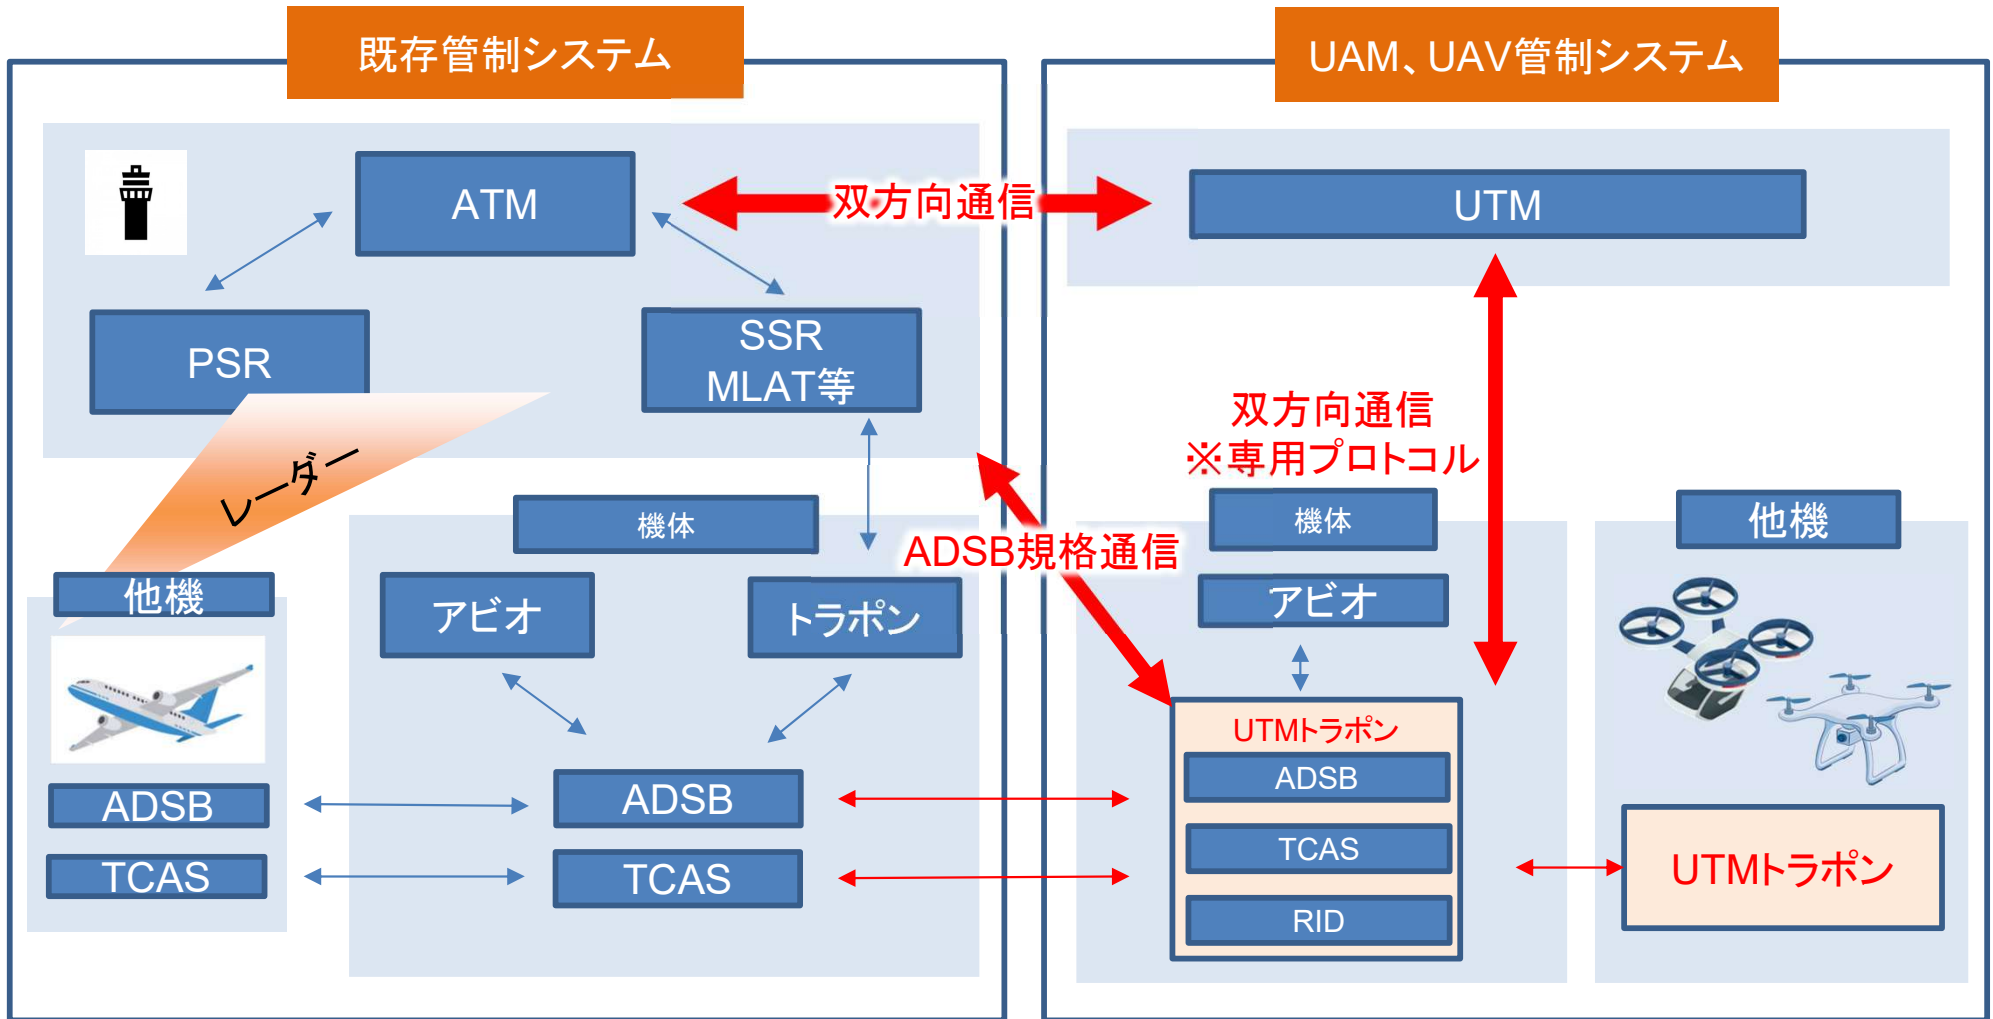 既存管制システム
UAM、UAV管制システム
ATM
双方向通信
UTM
PSR
SSR
MLAT等
レーダー
双方向通信
※専用プロトコル
機体
ADSB規格通信
機体
他機
他機
アビオ
トラポン
アビオ
UTMトラポン
ADSB
ADSB
ADSB
TCAS
TCAS
TCAS
RID
UTMトラポン